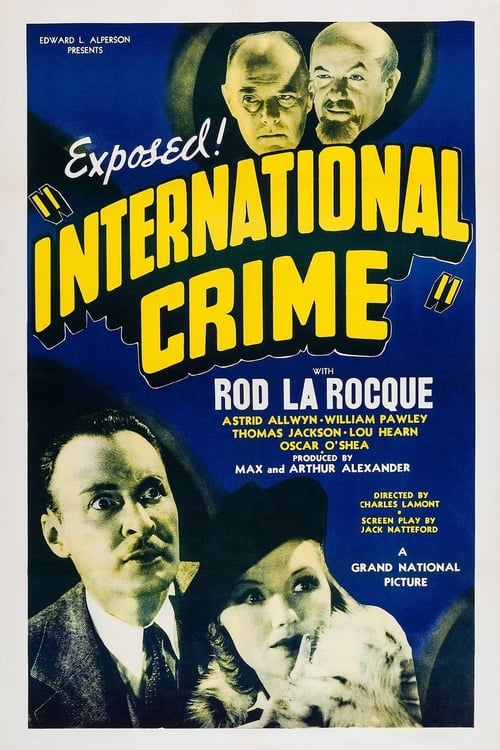 EDWARD L. ALPERSON
PRESENTS
Exposed!
"INTERNATIONAL
CRIME"
WITH
ROD LA ROCQUE
ASTRID ALLWYN · WILLIAM PAWLEY
THOMAS JACKSON · LOU HEARN
OSCAR O'SHEA
PRODUCED BY
MAX and ARTHUR ALEXANDER
DIRECTED BY
CHARLES LAMONT
•
SCREEN PLAY BY
JACK NATTEFORD
A
GRAND NATIONAL
PICTURE